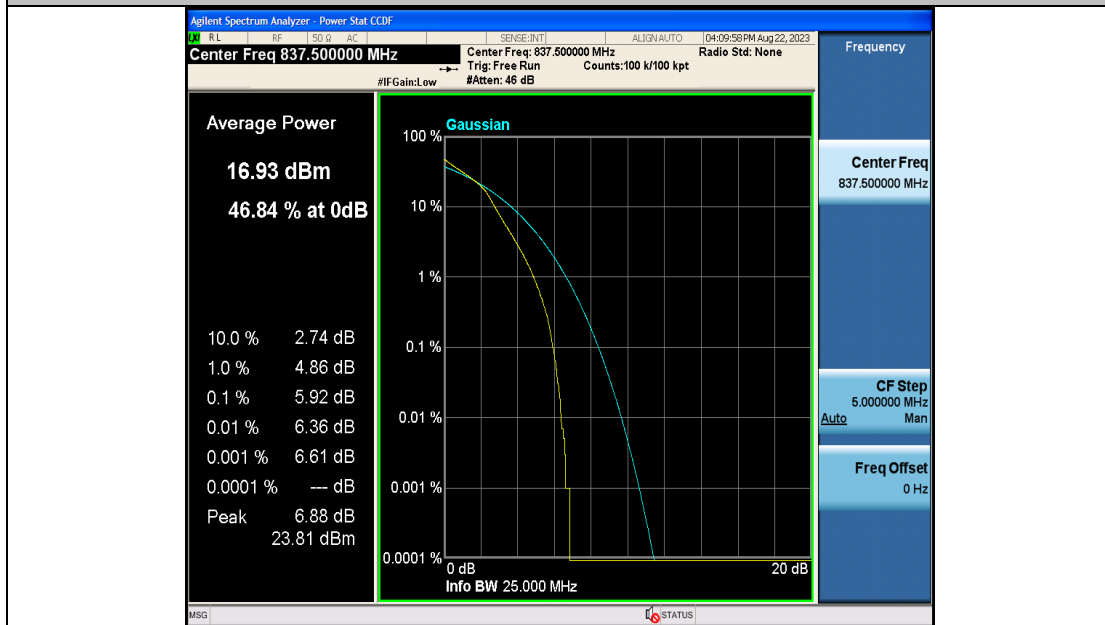 Agilent Spectrum Analyzer - Power Stat CCDF
LXI RL RF 50 Ω AC SENSE:INT ALIGN AUTO 04:09:58 PM Aug 22, 2023
Center Freq 837.500000 MHz
Center Freq: 837.500000 MHz Radio Std: None
Trig: Free Run Counts:100 k/100 kpt
#IFGain:Low #Atten: 46 dB
Frequency
Average Power
16.93 dBm
46.84 % at 0dB
10.0 % 2.74 dB
1.0 % 4.86 dB
0.1 % 5.92 dB
0.01 % 6.36 dB
0.001 % 6.61 dB
0.0001 % --- dB
Peak 6.88 dB
23.81 dBm
Gaussian
100 %
10 %
1 %
0.1 %
0.01 %
0.001 %
0.0001 %
0 dB 20 dB
Info BW 25.000 MHz
Center Freq
837.500000 MHz
CF Step
5.000000 MHz
Auto Man
Freq Offset
0 Hz
MSG STATUS